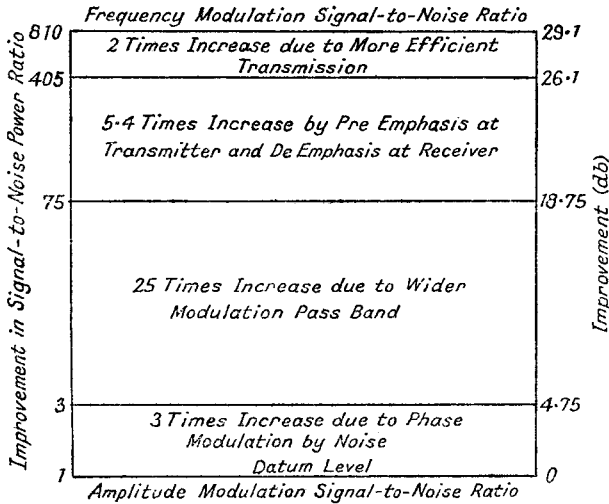 Frequency Modulation Signal-to-Noise Ratio
810
29·1
2 Times Increase due to More Efficient
Transmission
405
26·1
5·4 Times Increase by Pre Emphasis at
Transmitter and De Emphasis at Receiver
75
18·75
25 Times Increase due to Wider
Modulation Pass Band
3
4·75
3 Times Increase due to Phase
Modulation by Noise
Datum Level
1
0
Amplitude Modulation Signal-to-Noise Ratio
Improvement in Signal-to-Noise Power Ratio
Improvement (db)